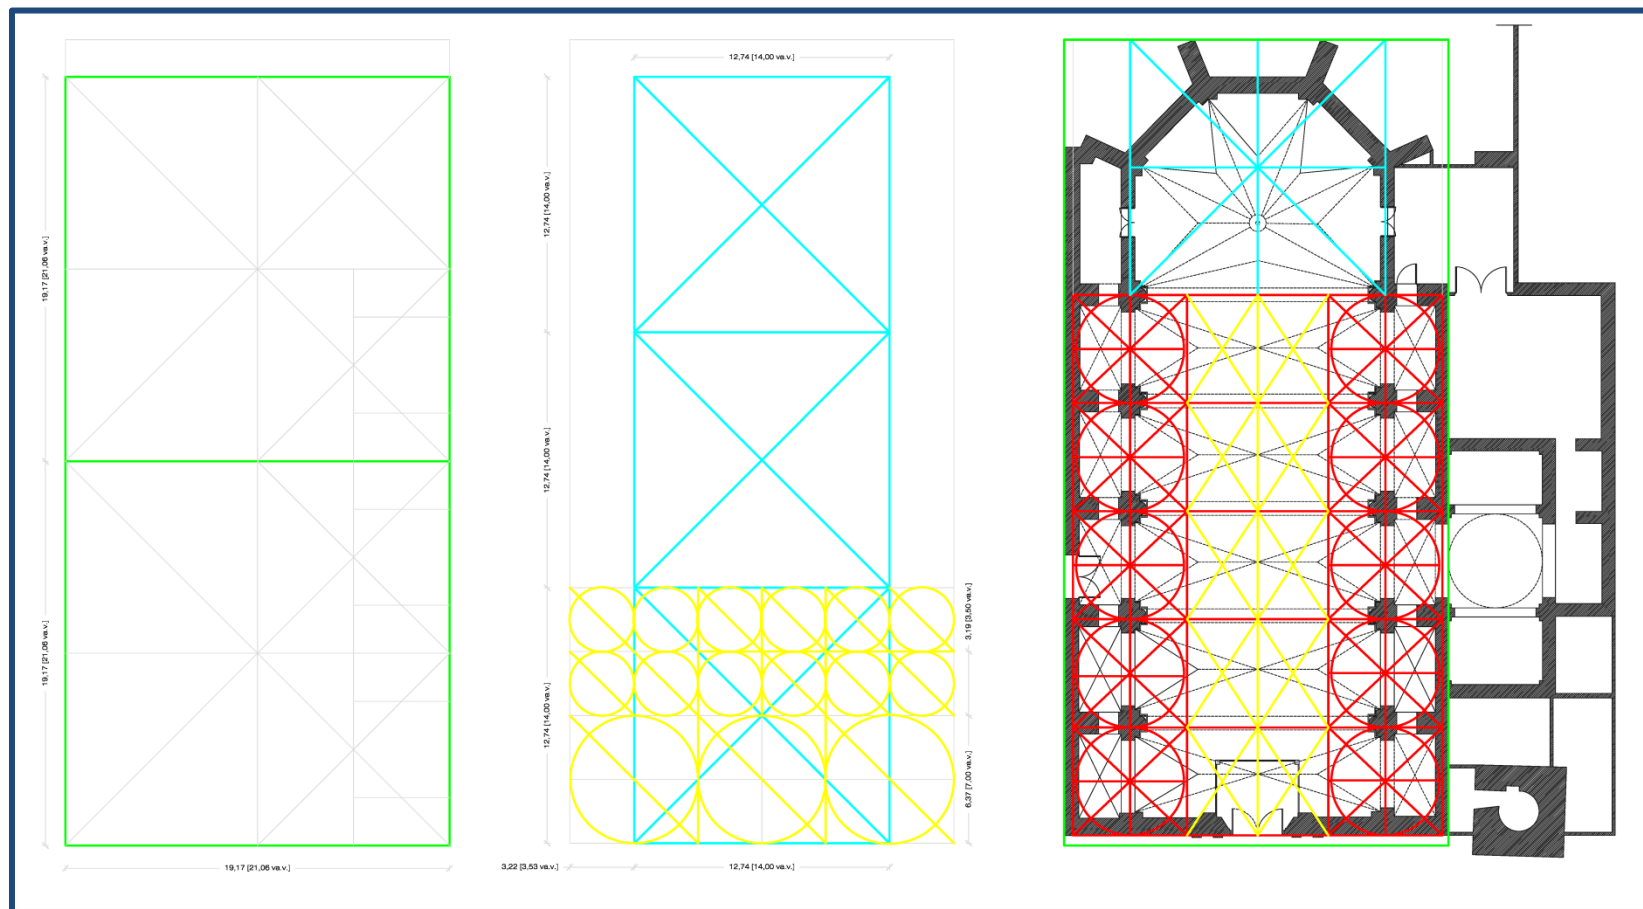 12,74 [14,00 va.v.]
19,17 [21,06 va.v.]
19,17 [21,06 va.v.]
19,17 [21,06 va.v.]
12,74 [14,00 va.v.]
12,74 [14,00 va.v.]
12,74 [14,00 va.v.]
3,19 [3,50 va.v.]
6,37 [7,00 va.v.]
3,22 [3,53 va.v.]
12,74 [14,00 va.v.]